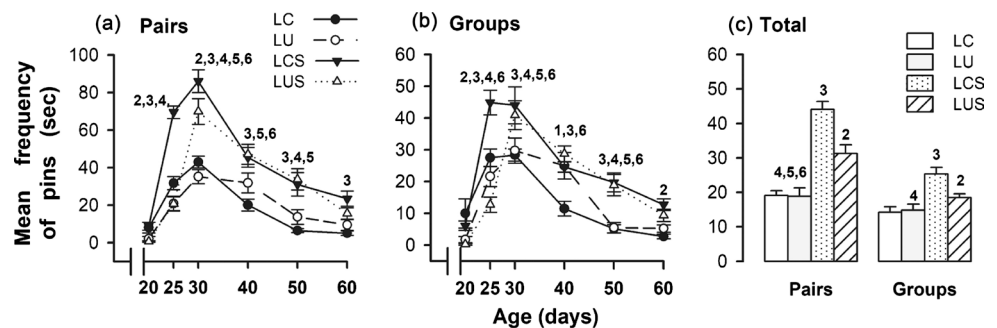 (a) Pairs
LC
LU
LCS
LUS
Mean frequency
of pins (sec)
100
80
60
40
20
0
2,3,4,
2,3,4,5,6
3,5,6
3,4,5
3
20 25 30 40 50 60
(b) Groups
60
50
40
30
20
10
0
2,3,4,6
3,4,5,6
1,3,6
3,4,5,6
2
20 25 30 40 50 60
Age (days)
(c) Total
LC
LU
LCS
LUS
60
50
40
30
20
10
0
4,5,6
3
2
4
3
2
Pairs Groups